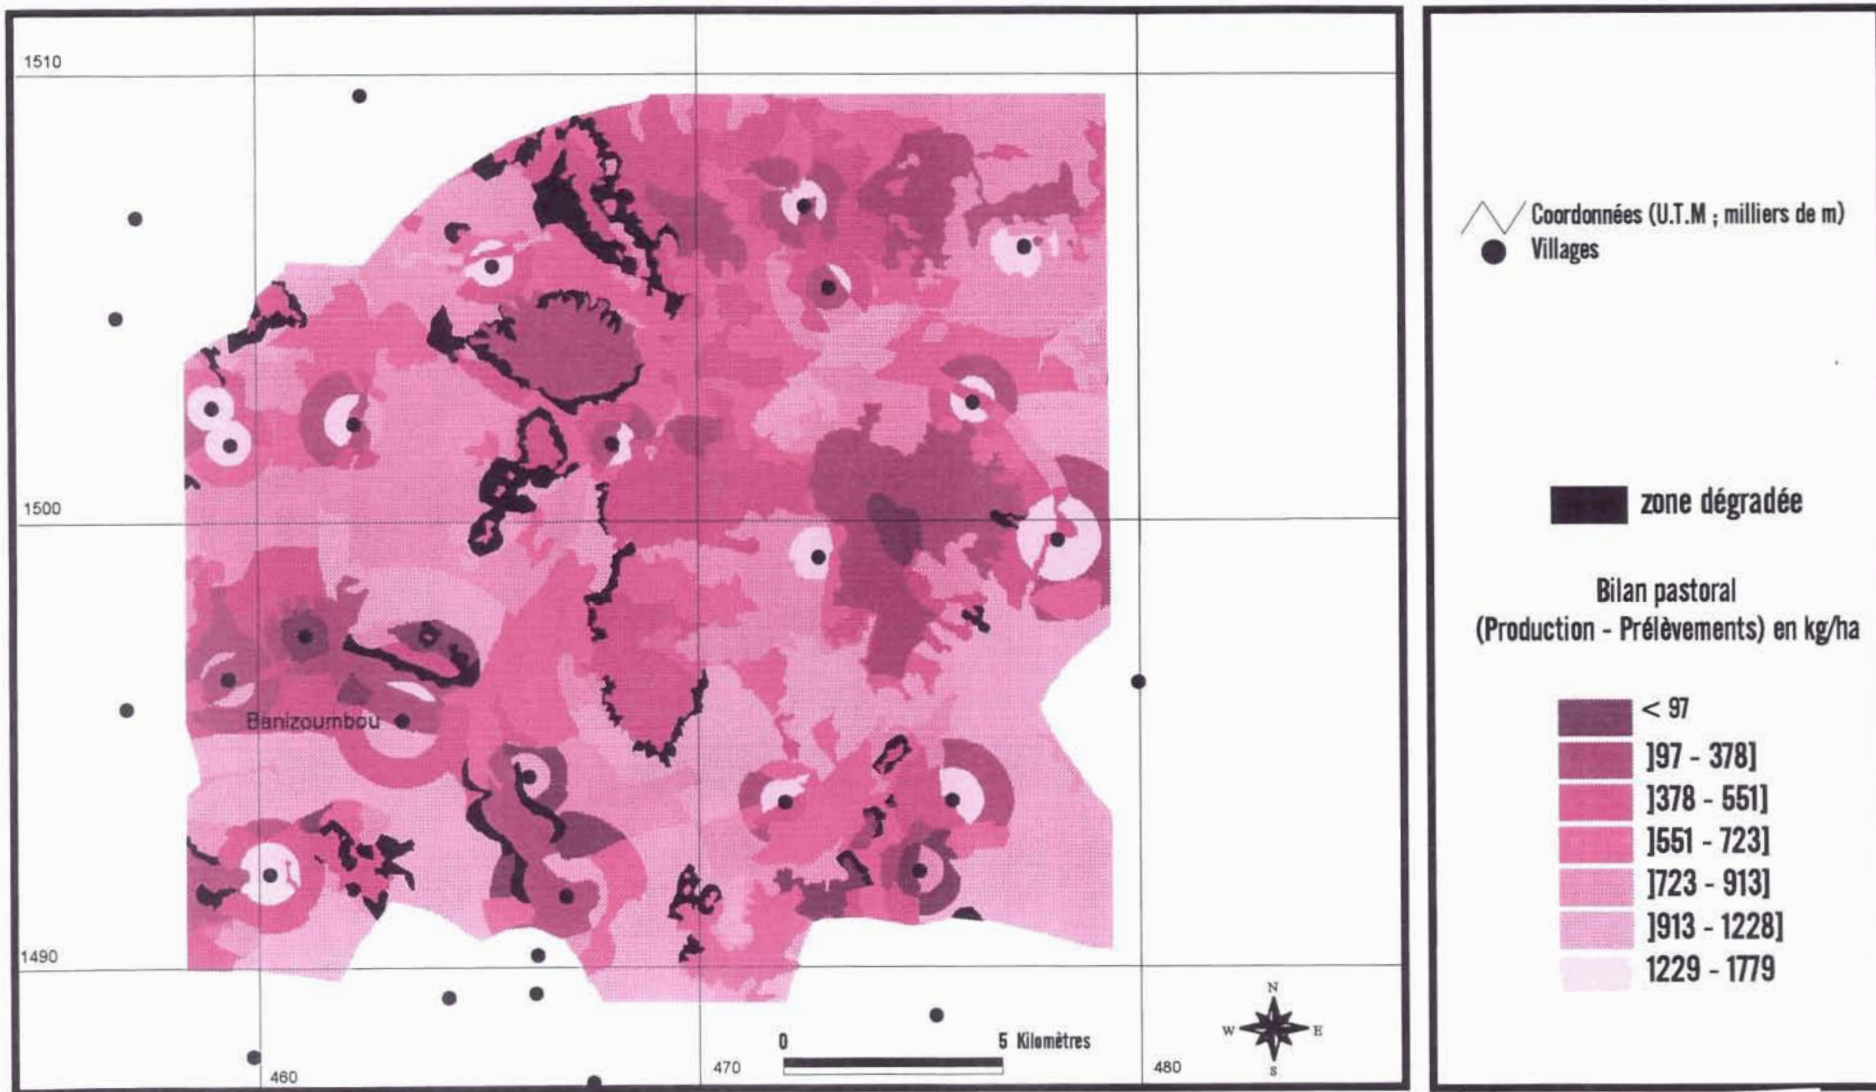 1510
1500
Banizoumbou
1490
460
470
480
0 5 Kilomètres
N
W E
S
Coordonnées (U.T.M ; milliers de m)
Villages
zone dégradée
Bilan pastoral
(Production - Prélèvements) en kg/ha
< 97
]97 - 378]
]378 - 551]
]551 - 723]
]723 - 913]
]913 - 1228]
1229 - 1779